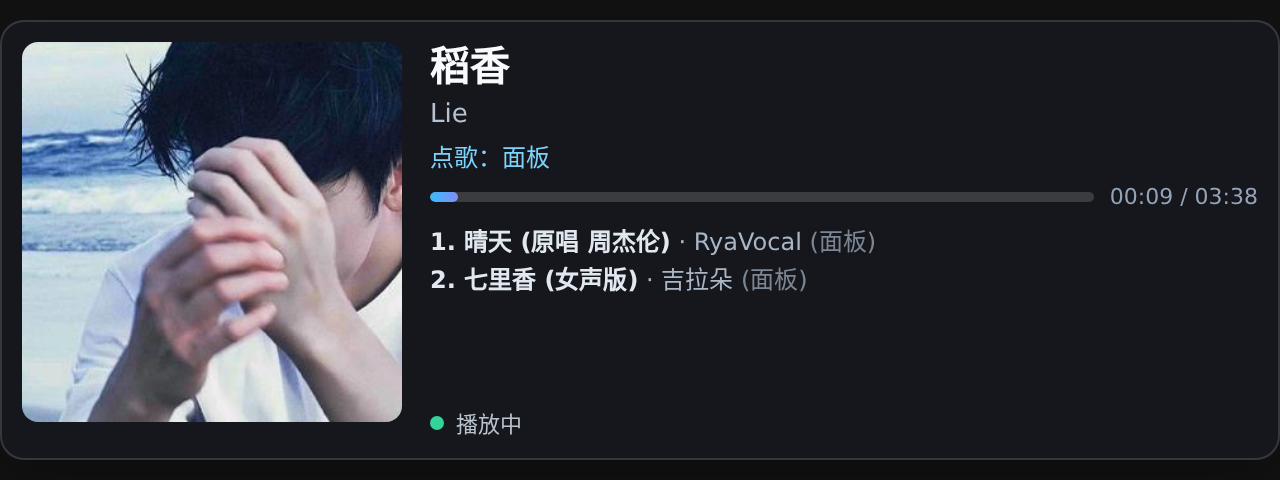 稻香
Lie
点歌：面板
00:09 / 03:38
1. 晴天 (原唱 周杰伦) · RyaVocal (面板)
2. 七里香 (女声版) · 吉拉朵 (面板)
播放中